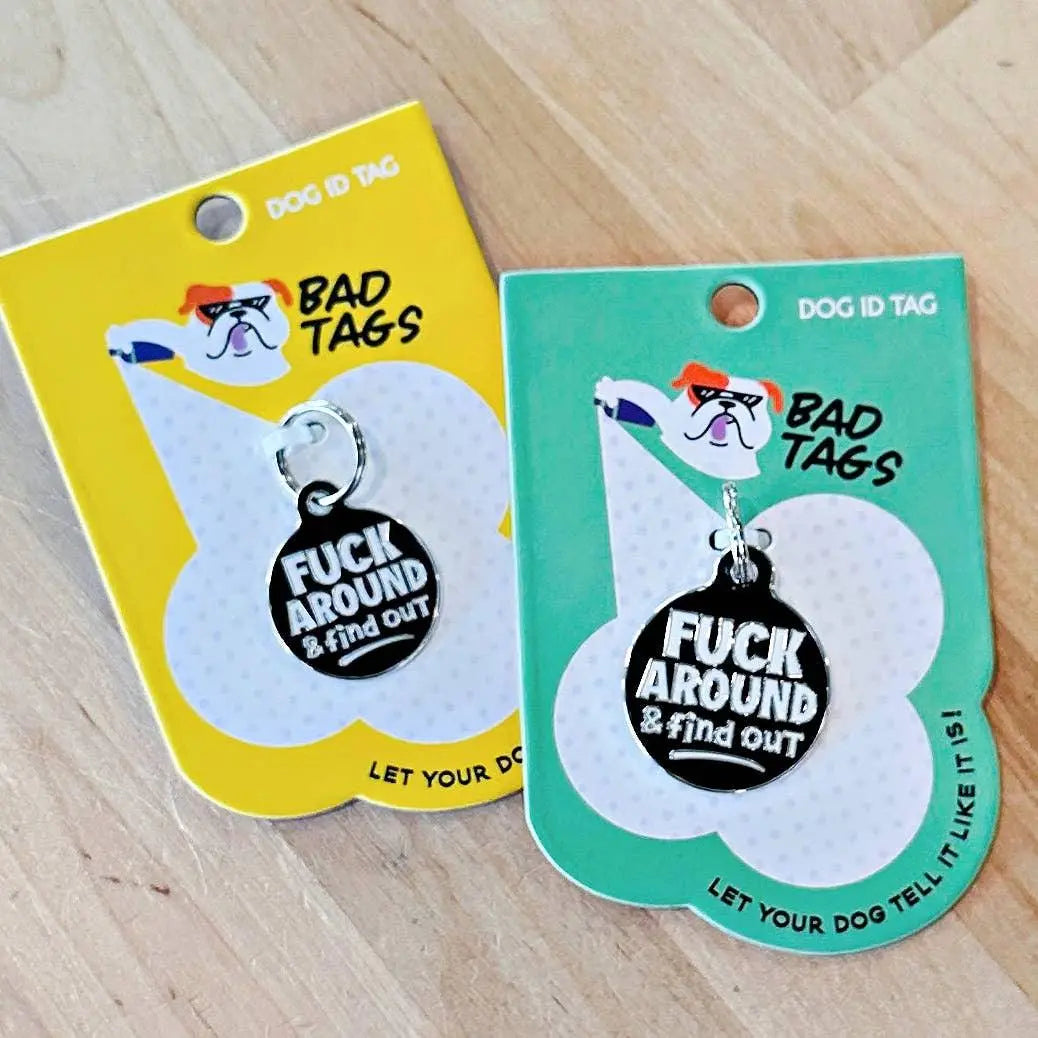 DOG ID TAG
BAD
TAGS
FUCK
AROUND
& find OUT
LET YOUR DO
DOG ID TAG
BAD
TAGS
FUCK
AROUND
& find OUT
LET YOUR DOG TELL IT LIKE IT IS!